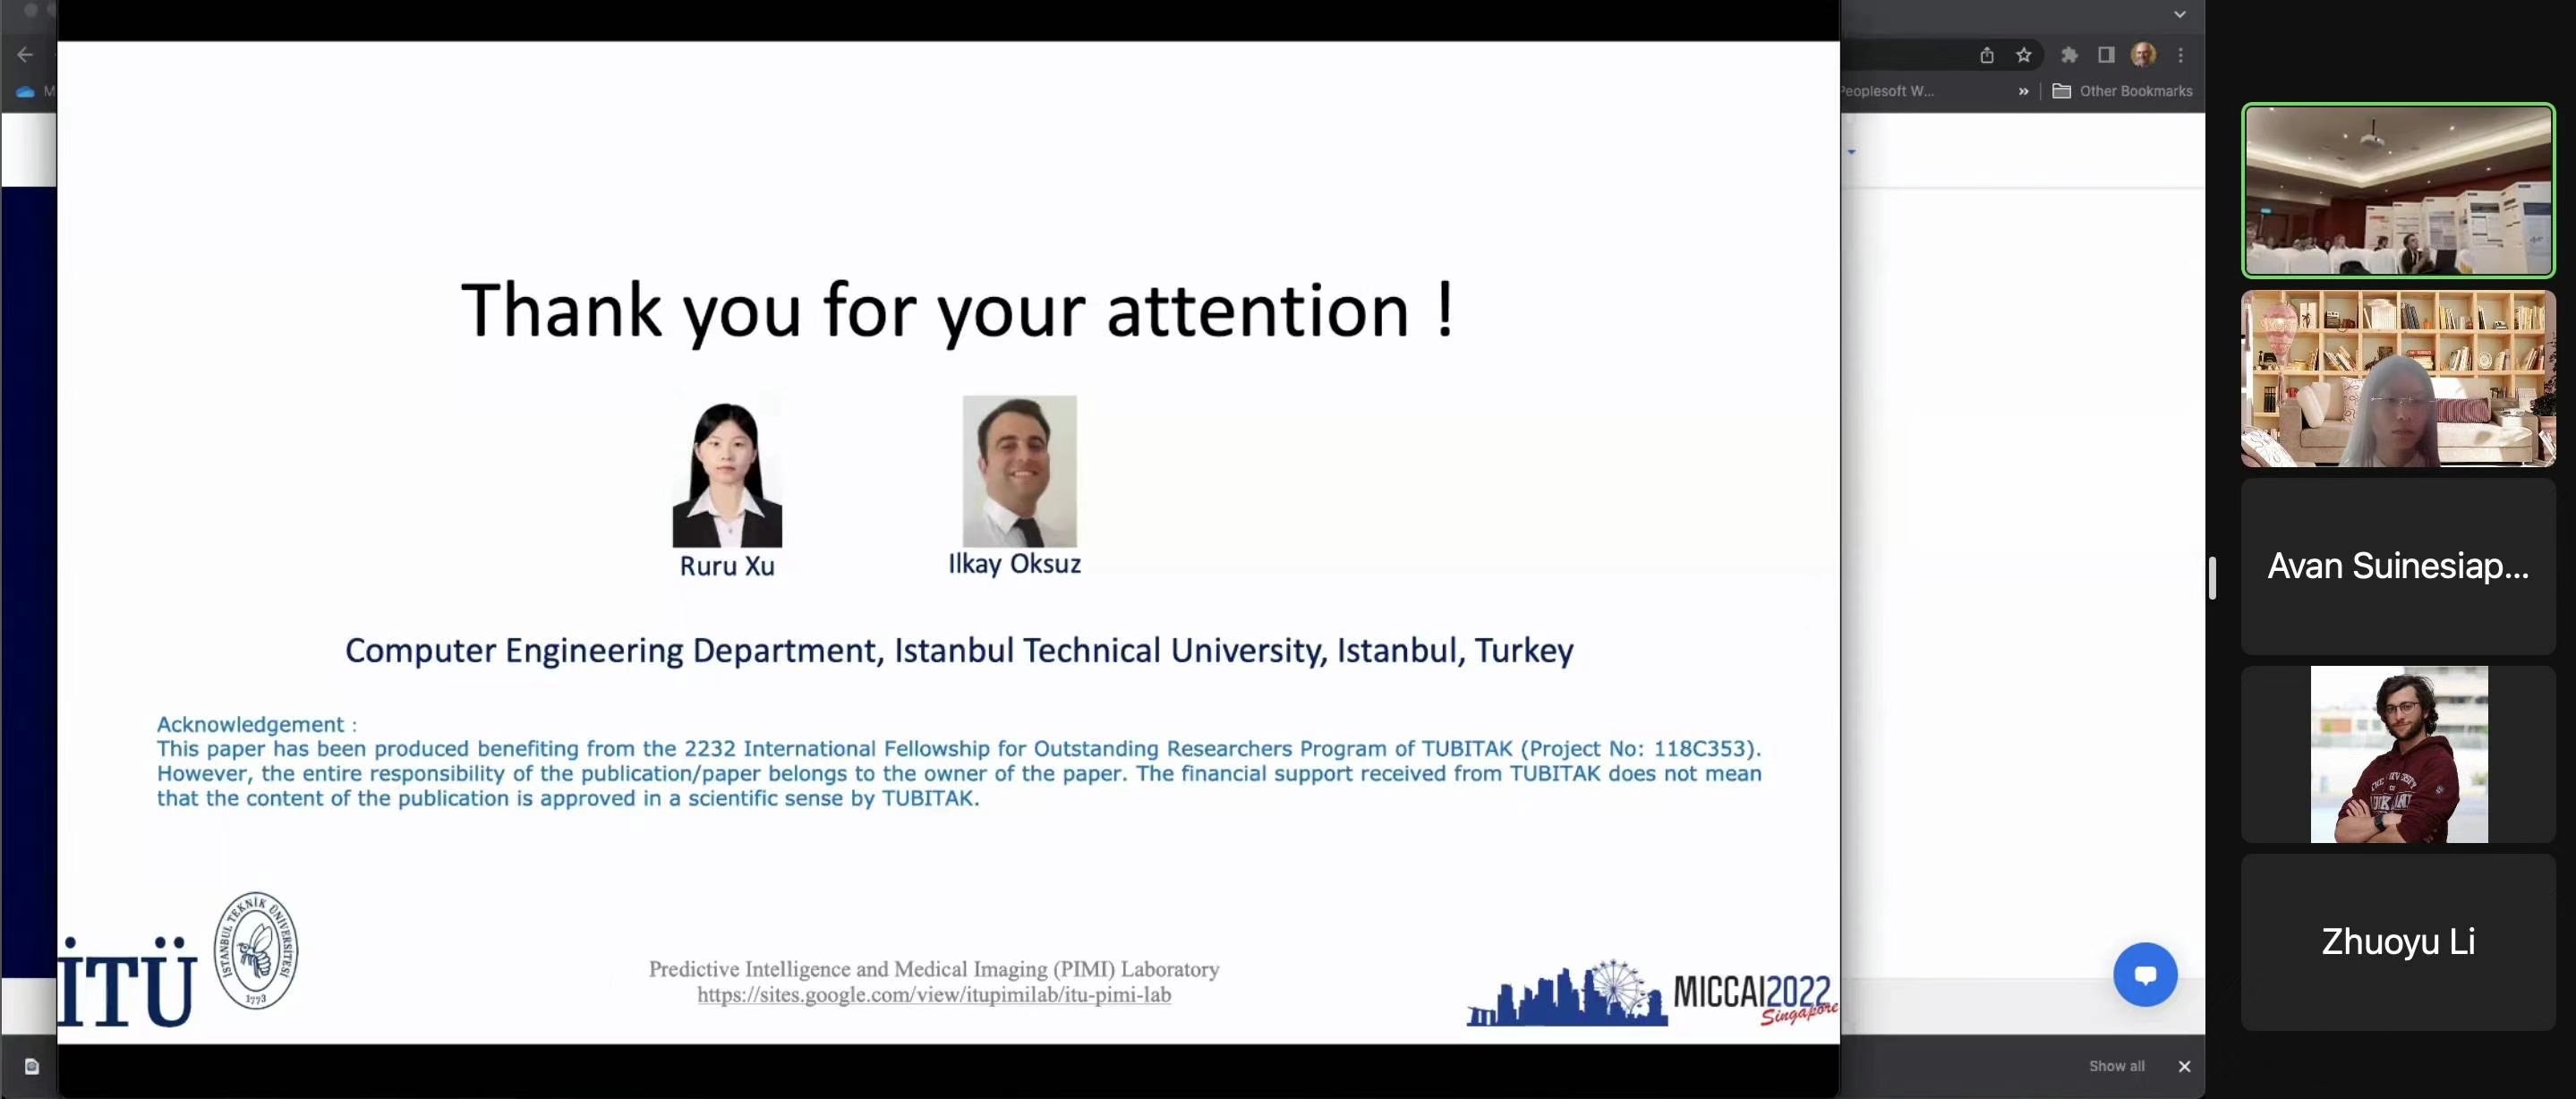 M
Peoplesoft W...
»
Other Bookmarks
Thank you for your attention !
Ruru Xu
Ilkay Oksuz
Computer Engineering Department, Istanbul Technical University, Istanbul, Turkey
Acknowledgement :
This paper has been produced benefiting from the 2232 International Fellowship for Outstanding Researchers Program of TUBITAK (Project No: 118C353).
However, the entire responsibility of the publication/paper belongs to the owner of the paper. The financial support received from TUBITAK does not mean
that the content of the publication is approved in a scientific sense by TUBITAK.
İTÜ
İSTANBUL TEKNİK ÜNİVERSİTESİ
1773
Predictive Intelligence and Medical Imaging (PIMI) Laboratory
https://sites.google.com/view/itupimilab/itu-pimi-lab
MICCAI2022
Singapore
Show all
Avan Suinesiap...
Zhuoyu Li